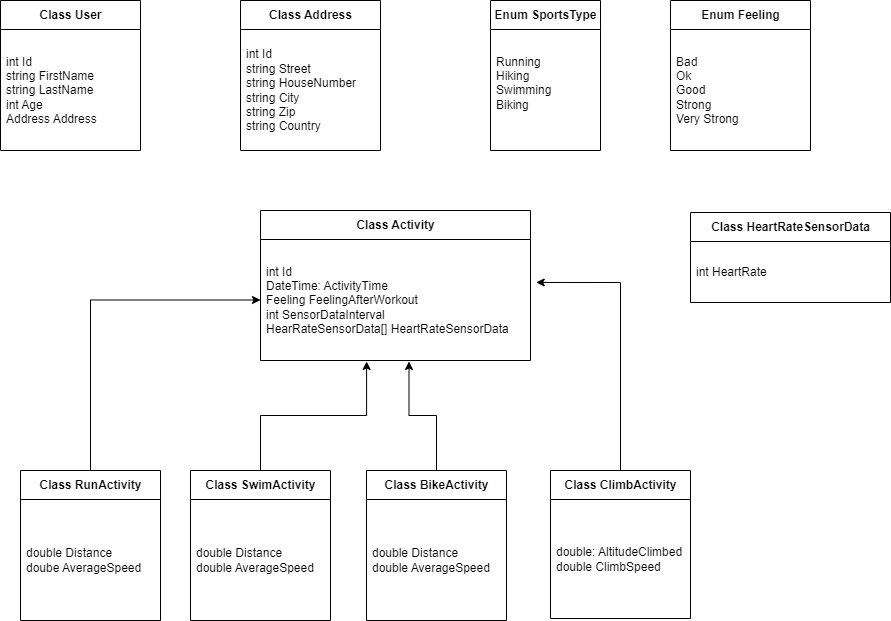 Class User
int Id
string FirstName
string LastName
int Age
Address Address
Class Address
int Id
string Street
string HouseNumber
string City
string Zip
string Country
Enum SportsType
Running
Hiking
Swimming
Biking
Enum Feeling
Bad
Ok
Good
Strong
Very Strong
Class Activity
int Id
DateTime: ActivityTime
Feeling FeelingAfterWorkout
int SensorDataInterval
HearRateSensorData[] HeartRateSensorData
Class HeartRateSensorData
int HeartRate
Class RunActivity
double Distance
doube AverageSpeed
Class SwimActivity
double Distance
double AverageSpeed
Class BikeActivity
double Distance
double AverageSpeed
Class ClimbActivity
double: AltitudeClimbed
double ClimbSpeed